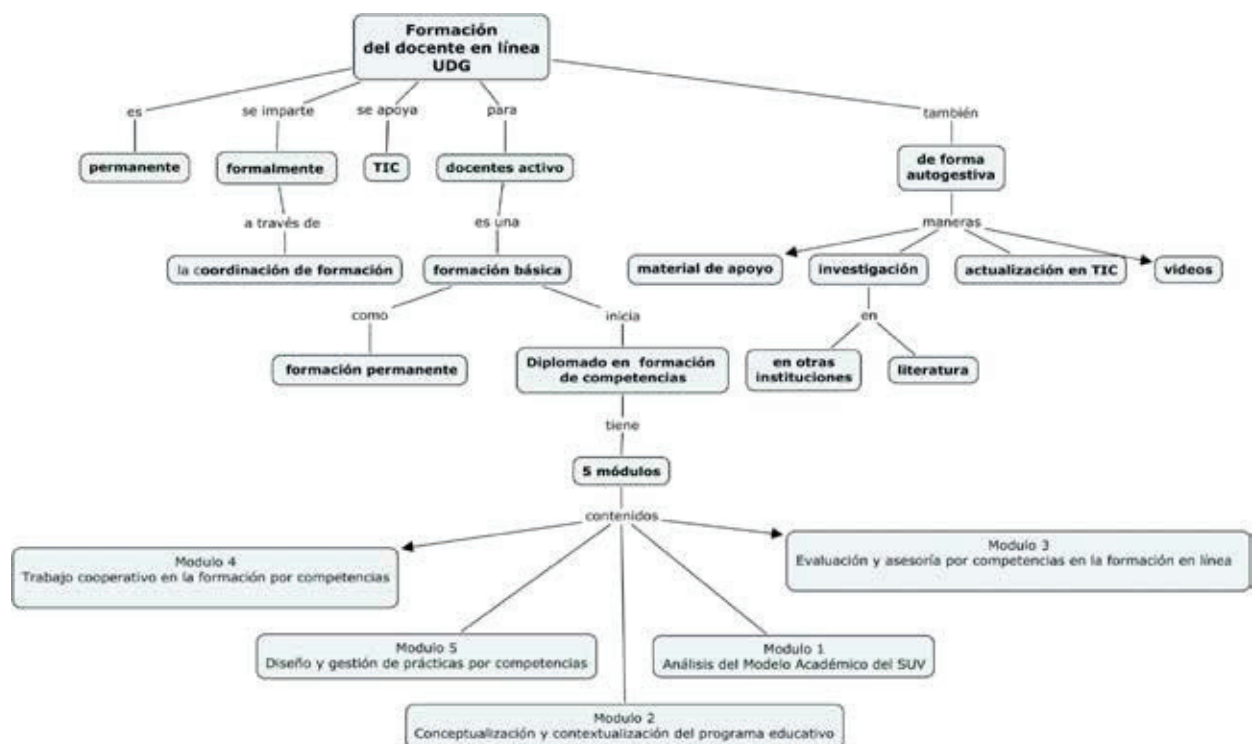 Formación
del docente en línea
UDG
es
se imparte
se apoya
para
también
permanente
formalmente
TIC
docentes activo
de forma
autogestiva
a través de
es una
maneras
la coordinación de formación
formación básica
material de apoyo
investigación
actualización en TIC
videos
como
inicia
en
formación permanente
Diplomado en formación
de competencias
en otras
instituciones
literatura
tiene
5 módulos
contenidos
Modulo 4
Trabajo cooperativo en la formación por competencias
Modulo 3
Evaluación y asesoría por competencias en la formación en línea
Modulo 5
Diseño y gestión de prácticas por competencias
Modulo 1
Análisis del Modelo Académico del SUV
Modulo 2
Conceptualización y contextualización del programa educativo